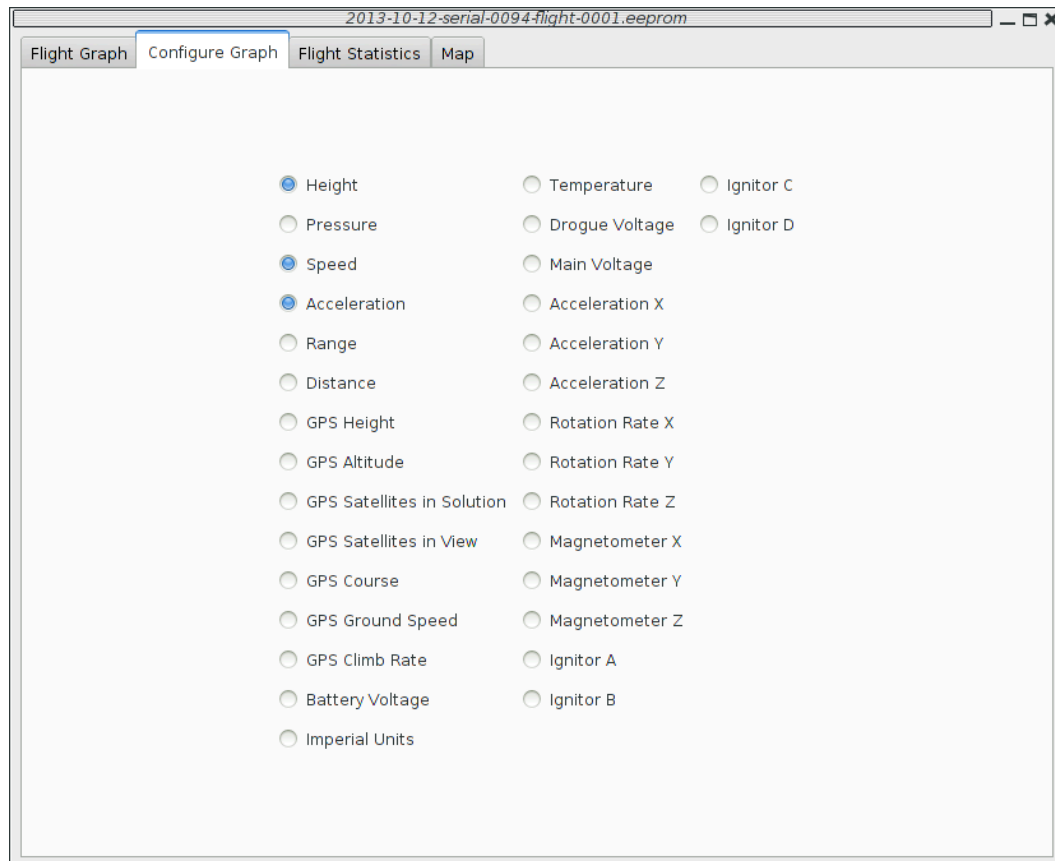 2013-10-12-serial-0094-flight-0001.eeprom
Flight Graph Configure Graph Flight Statistics Map
Height Temperature Ignitor C
Pressure Drogue Voltage Ignitor D
Speed Main Voltage
Acceleration Acceleration X
Range Acceleration Y
Distance Acceleration Z
GPS Height Rotation Rate X
GPS Altitude Rotation Rate Y
GPS Satellites in Solution Rotation Rate Z
GPS Satellites in View Magnetometer X
GPS Course Magnetometer Y
GPS Ground Speed Magnetometer Z
GPS Climb Rate Ignitor A
Battery Voltage Ignitor B
Imperial Units